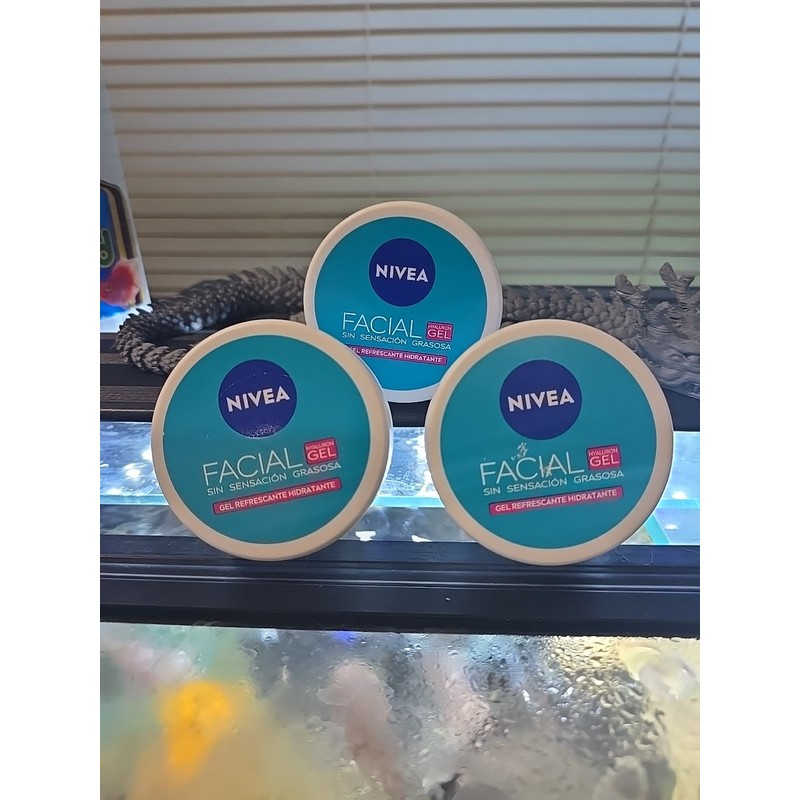 NIVEA
FACIAL
HYALURON
GEL
SIN SENSACIÓN GRASOSA
GEL REFRESCANTE HIDRATANTE
NIVEA
FACIAL
HYALURON
GEL
SIN SENSACIÓN GRASOSA
GEL REFRESCANTE HIDRATANTE
NIVEA
FACIAL
HYALURON
GEL
SIN SENSACIÓN GRASOSA
GEL REFRESCANTE HIDRATANTE